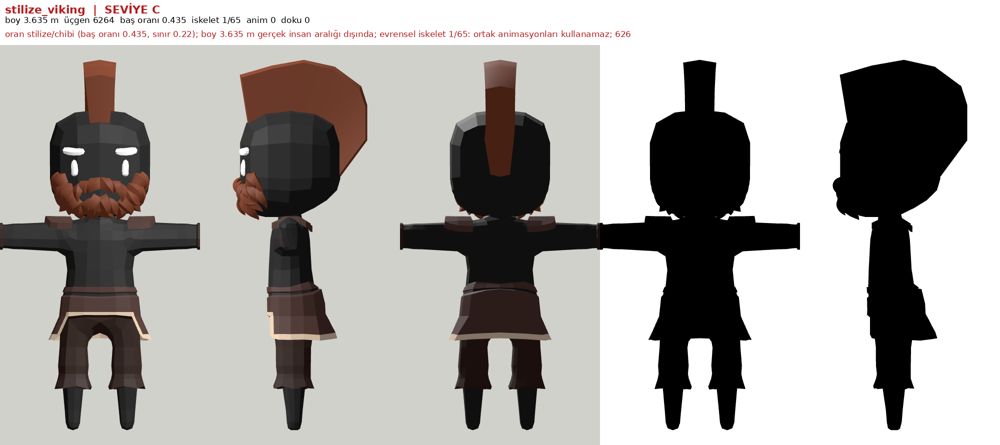 stilize_viking  |  SEVİYE C
boy 3.635 m  üçgen 6264  baş oranı 0.435  iskelet 1/65  anim 0  doku 0
oran stilize/chibi (baş oranı 0.435, sınır 0.22); boy 3.635 m gerçek insan aralığı dışında; evrensel iskelet 1/65: ortak animasyonları kullanamaz; 626